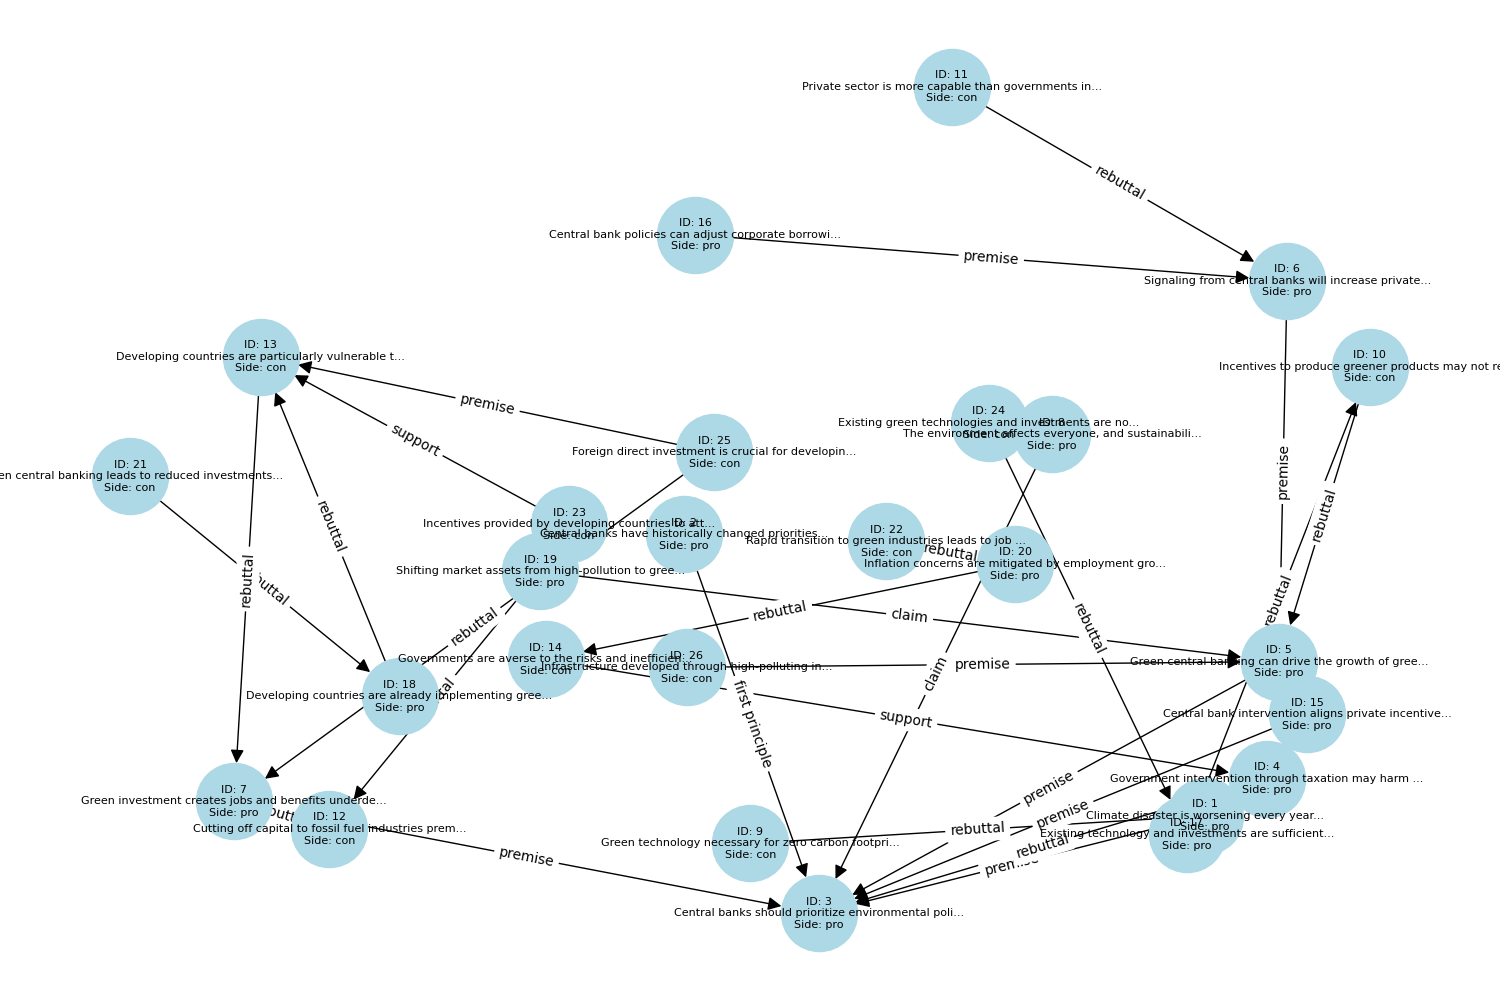 ID: 11
Private sector is more capable than governments in...
Side: con
rebuttal
ID: 16
Central bank policies can adjust corporate borrowi...
Side: pro
premise
ID: 6
Signaling from central banks will increase private...
Side: pro
ID: 13
Developing countries are particularly vulnerable t...
Side: con
ID: 10
Incentives to produce greener products may not re
Side: con
premise
support
ID: 24
Existing green technologies and investments are no...
Side: con
ID: 8
The environment affects everyone, and sustainabili...
Side: pro
ID: 25
Foreign direct investment is crucial for developin...
Side: con
ID: 21
en central banking leads to reduced investments...
Side: con
premise
rebuttal
rebuttal
ID: 23
Incentives provided by developing countries to att...
Side: con
ID: 2
Central banks have historically changed priorities...
Side: pro
ID: 22
Rapid transition to green industries leads to job ...
Side: con
rebuttal
ID: 20
Inflation concerns are mitigated by employment gro...
Side: pro
ID: 19
Shifting market assets from high-pollution to gree...
Side: pro
rebuttal
buttal
rebuttal
rebuttal
claim
rebuttal
rebuttal
rebuttal
ID: 14
Governments are averse to the risks and inefficien...
Side: con
ID: 26
Infrastructure developed through high-polluting in...
Side: con
premise
ID: 5
Green central banking can drive the growth of gree...
Side: pro
claim
ID: 18
Developing countries are already implementing gree...
Side: pro
tal
first principle
support
ID: 15
Central bank intervention aligns private incentive...
Side: pro
ID: 4
Government intervention through taxation may harm ...
Side: pro
premise
premise
ID: 7
Green investment creates jobs and benefits underde...
Side: pro
ID: 12
Cutting off capital to fossil fuel industries prem...
Side: con
premise
ID: 9
Green technology necessary for zero carbon footpri...
Side: con
rebuttal
ID: 1
Climate disaster is worsening every year...
Side: pro
ID: 17
Existing technology and investments are sufficient...
Side: pro
rebuttal
ID: 3
Central banks should prioritize environmental poli...
Side: pro